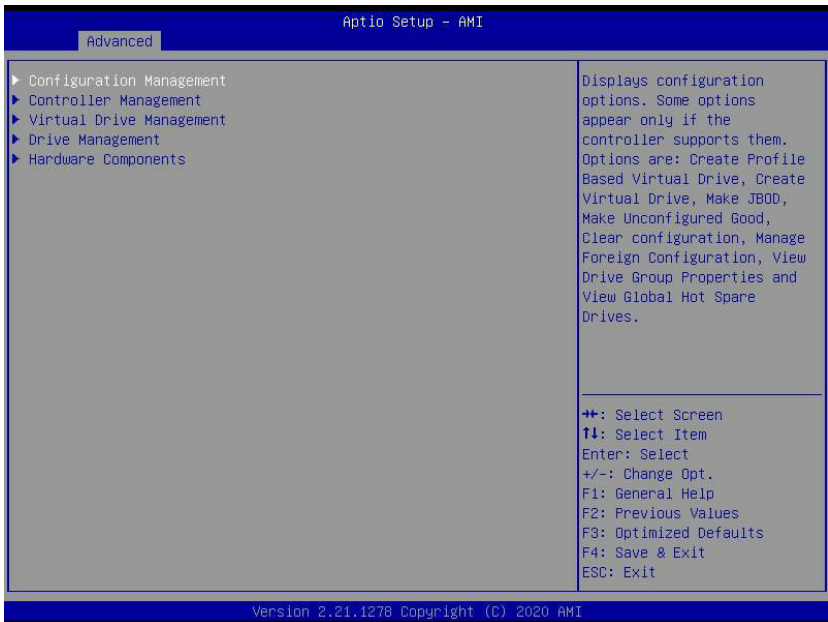 Aptio Setup - AMI
Advanced
Configuration Management
Controller Management
Virtual Drive Management
Drive Management
Hardware Components
Displays configuration
options. Some options
appear only if the
controller supports them.
Options are: Create Profile
Based Virtual Drive, Create
Virtual Drive, Make JBOD,
Make Unconfigured Good,
Clear configuration, Manage
Foreign Configuration, View
Drive Group Properties and
View Global Hot Spare
Drives.
→←: Select Screen
↑↓: Select Item
Enter: Select
+/-: Change Opt.
F1: General Help
F2: Previous Values
F3: Optimized Defaults
F4: Save & Exit
ESC: Exit
Version 2.21.1278 Copyright (C) 2020 AMI